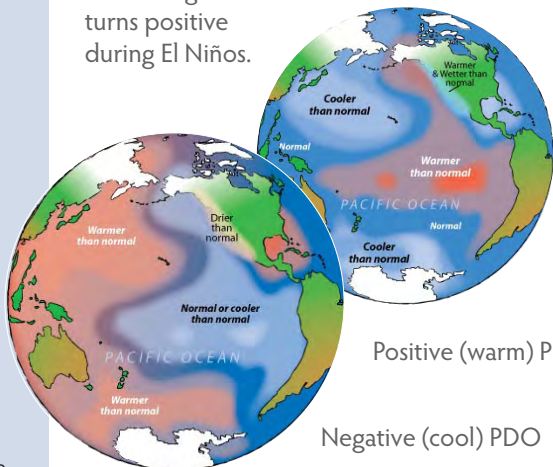 turns positive
during El Niños.
Warmer
& Wetter than
normal
Cooler
than normal
Normal
Warmer
than normal
PACIFIC OCEAN
Normal
Cooler
than normal
Drier
than
normal
Warmer
than normal
Normal or cooler
than normal
PACIFIC OCEAN
Warmer
than normal
Positive (warm) P
Negative (cool) PDO